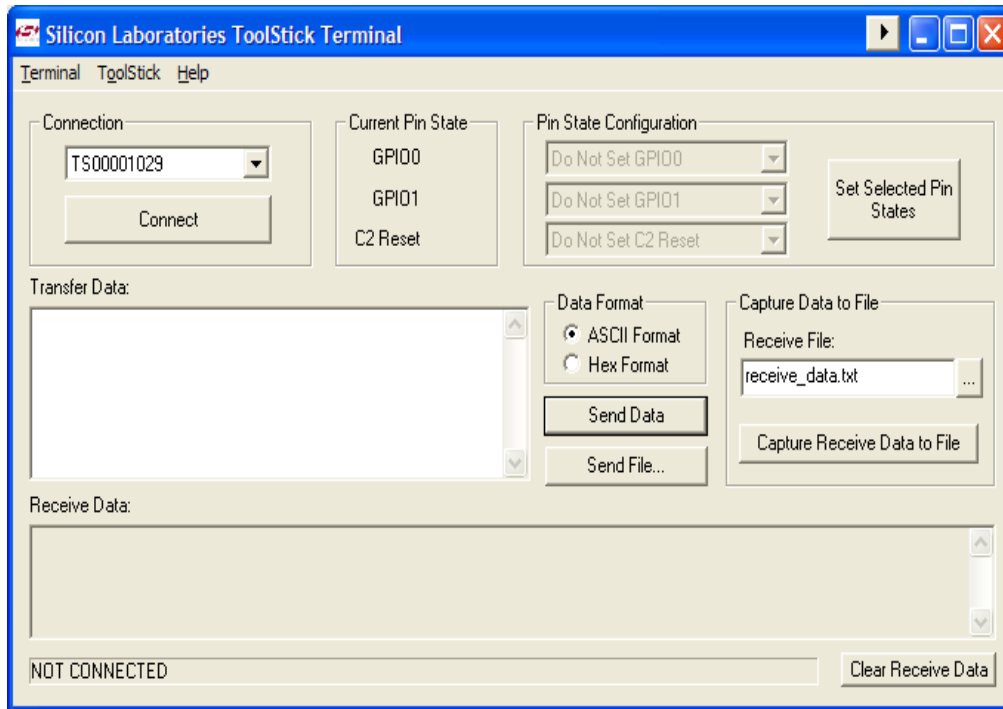 Silicon Laboratories ToolStick Terminal
Terminal ToolStick Help
Connection
TS00001029
Connect
Current Pin State
GPIO0
GPIO1
C2 Reset
Pin State Configuration
Do Not Set GPIO0
Do Not Set GPIO1
Do Not Set C2 Reset
Set Selected Pin
States
Transfer Data:
Data Format
ASCII Format
Hex Format
Send Data
Send File...
Capture Data to File
Receive File:
receive_data.txt
...
Capture Receive Data to File
Receive Data:
NOT CONNECTED
Clear Receive Data